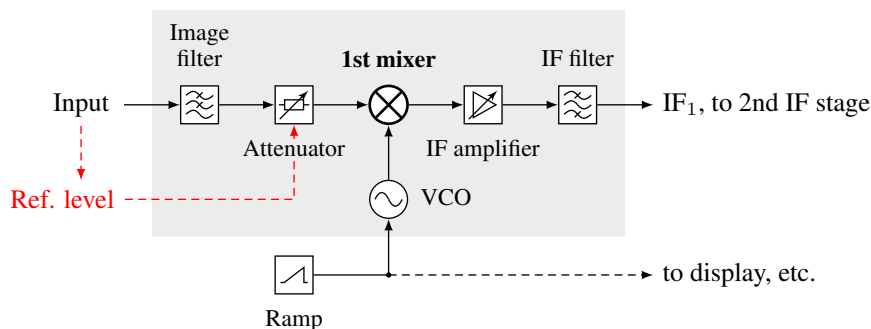 Image
filter
1st mixer
IF filter
Input
IF₁, to 2nd IF stage
Attenuator
IF amplifier
Ref. level
VCO
to display, etc.
Ramp